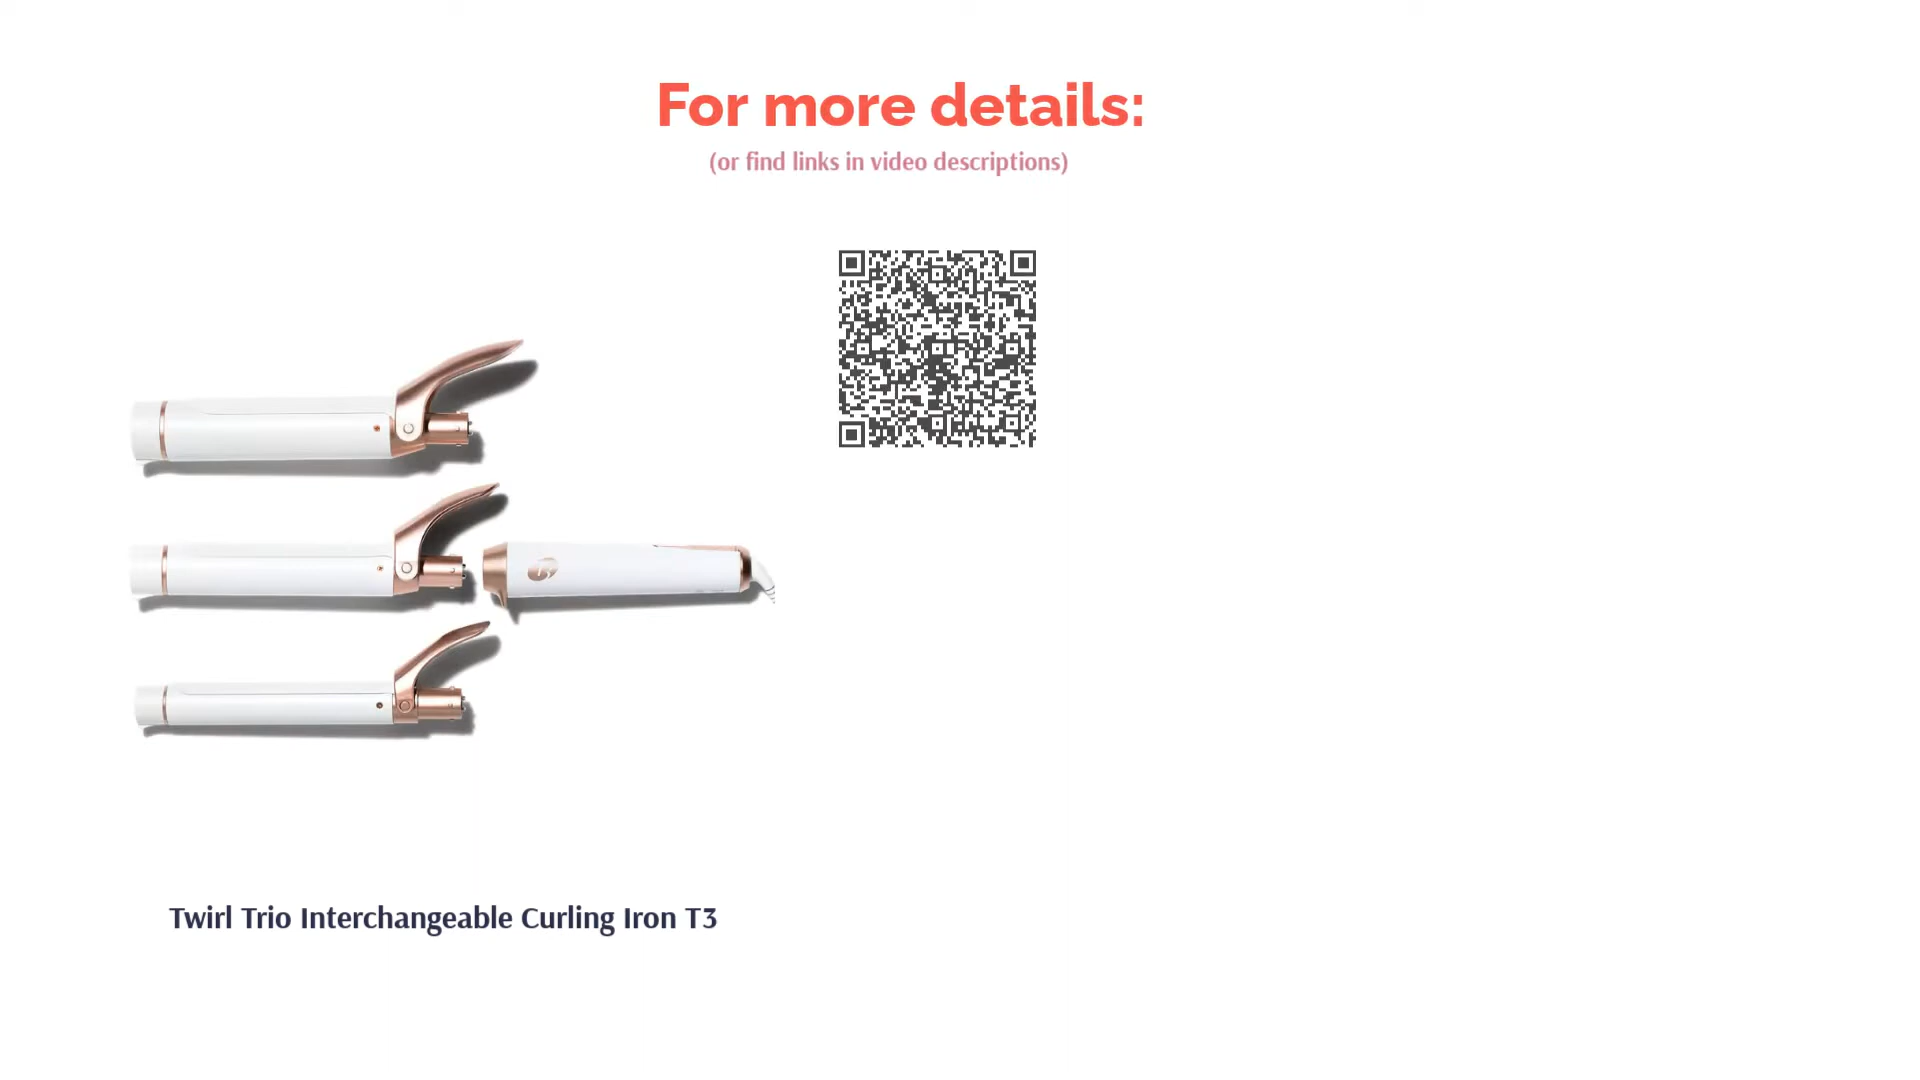 For more details:
(or find links in video descriptions)
Twirl Trio Interchangeable Curling Iron T3